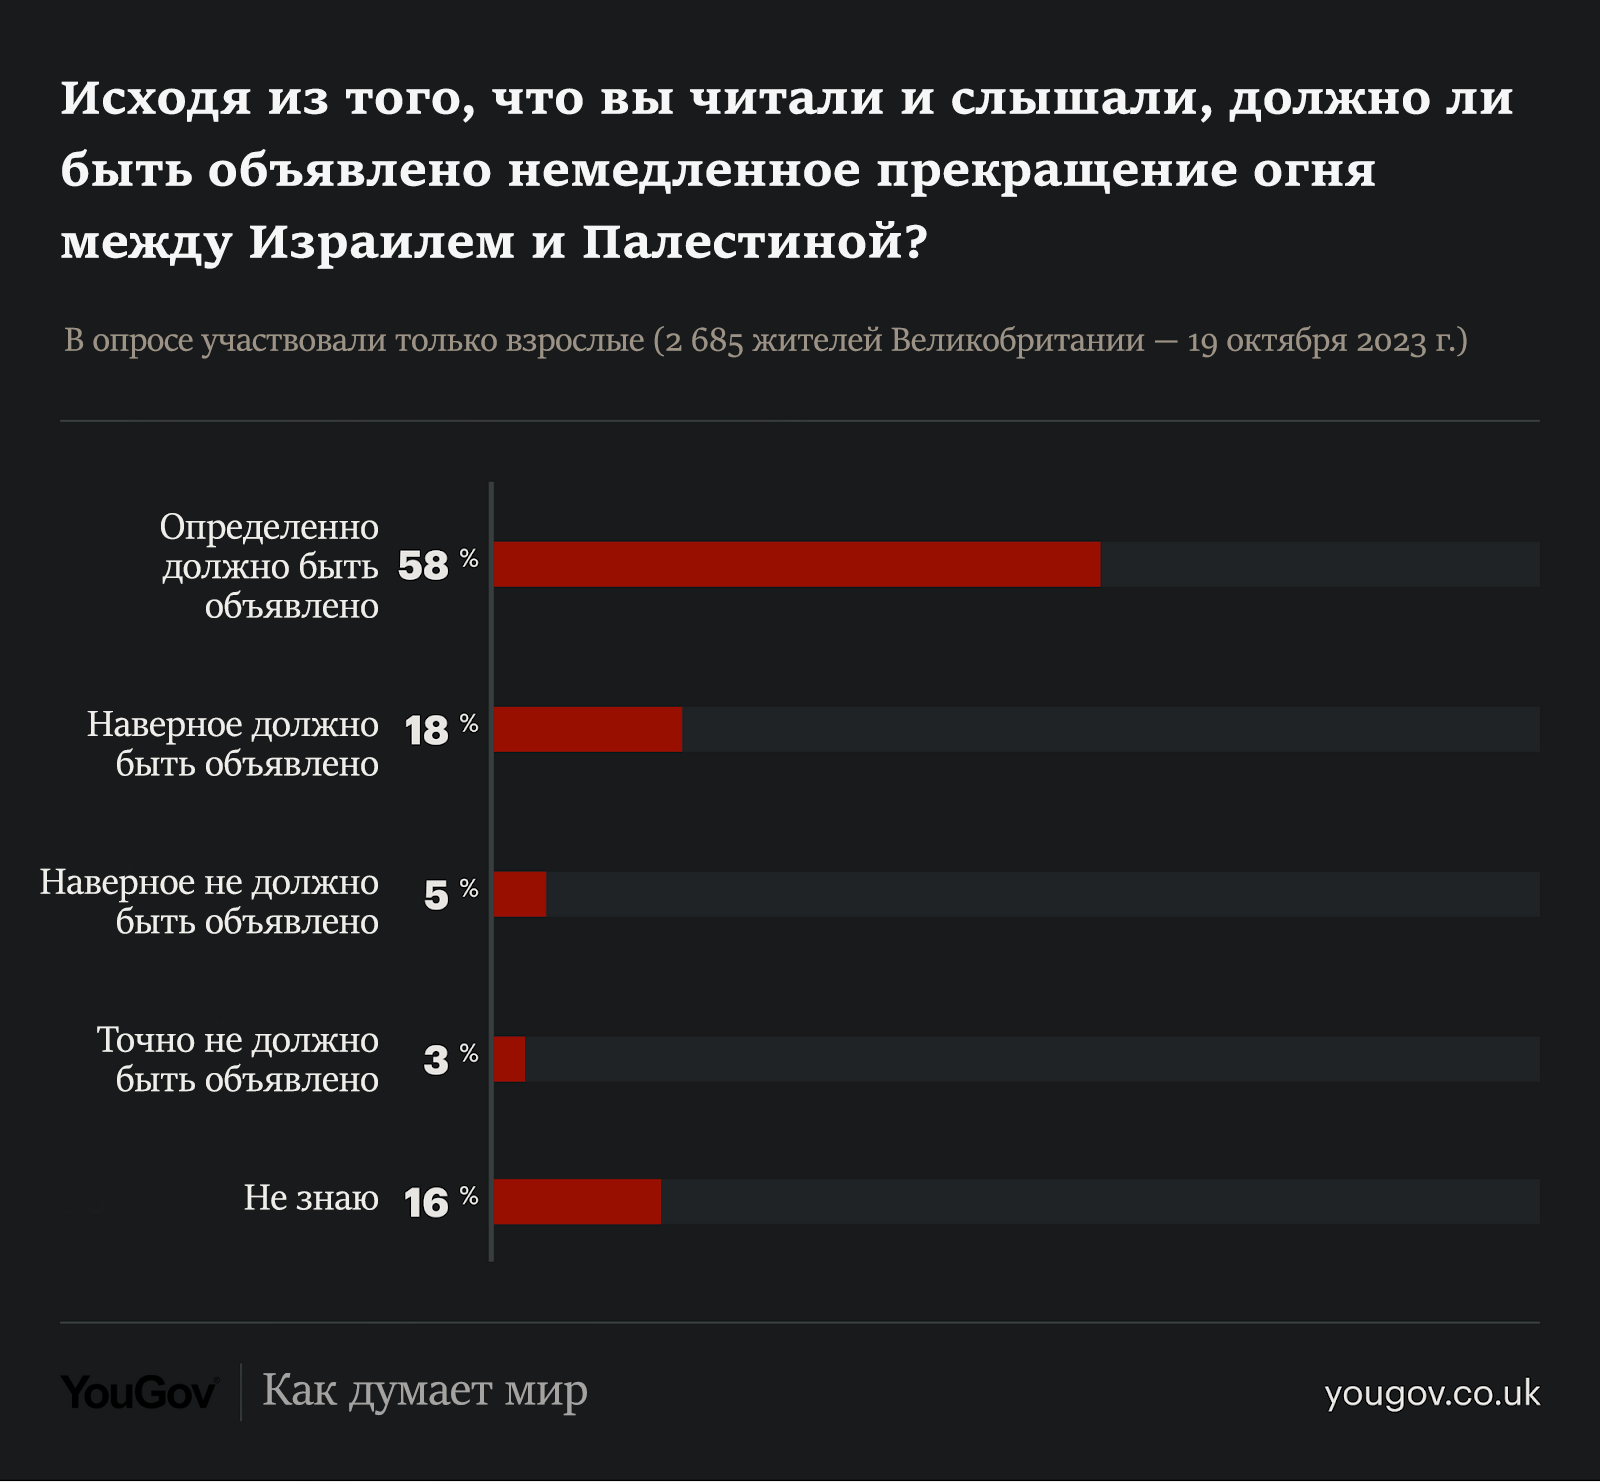 Исходя из того, что вы читали и слышали, должно ли
быть объявлено немедленное прекращение огня
между Израилем и Палестиной?
В опросе участвовали только взрослые (2 685 жителей Великобритании — 19 октября 2023 г.)
Определенно
должно быть
объявлено
58 %
Наверное должно
быть объявлено
18 %
Наверное не должно
быть объявлено
5 %
Точно не должно
быть объявлено
3 %
Не знаю
16 %
YouGov® | Как думает мир
yougov.co.uk